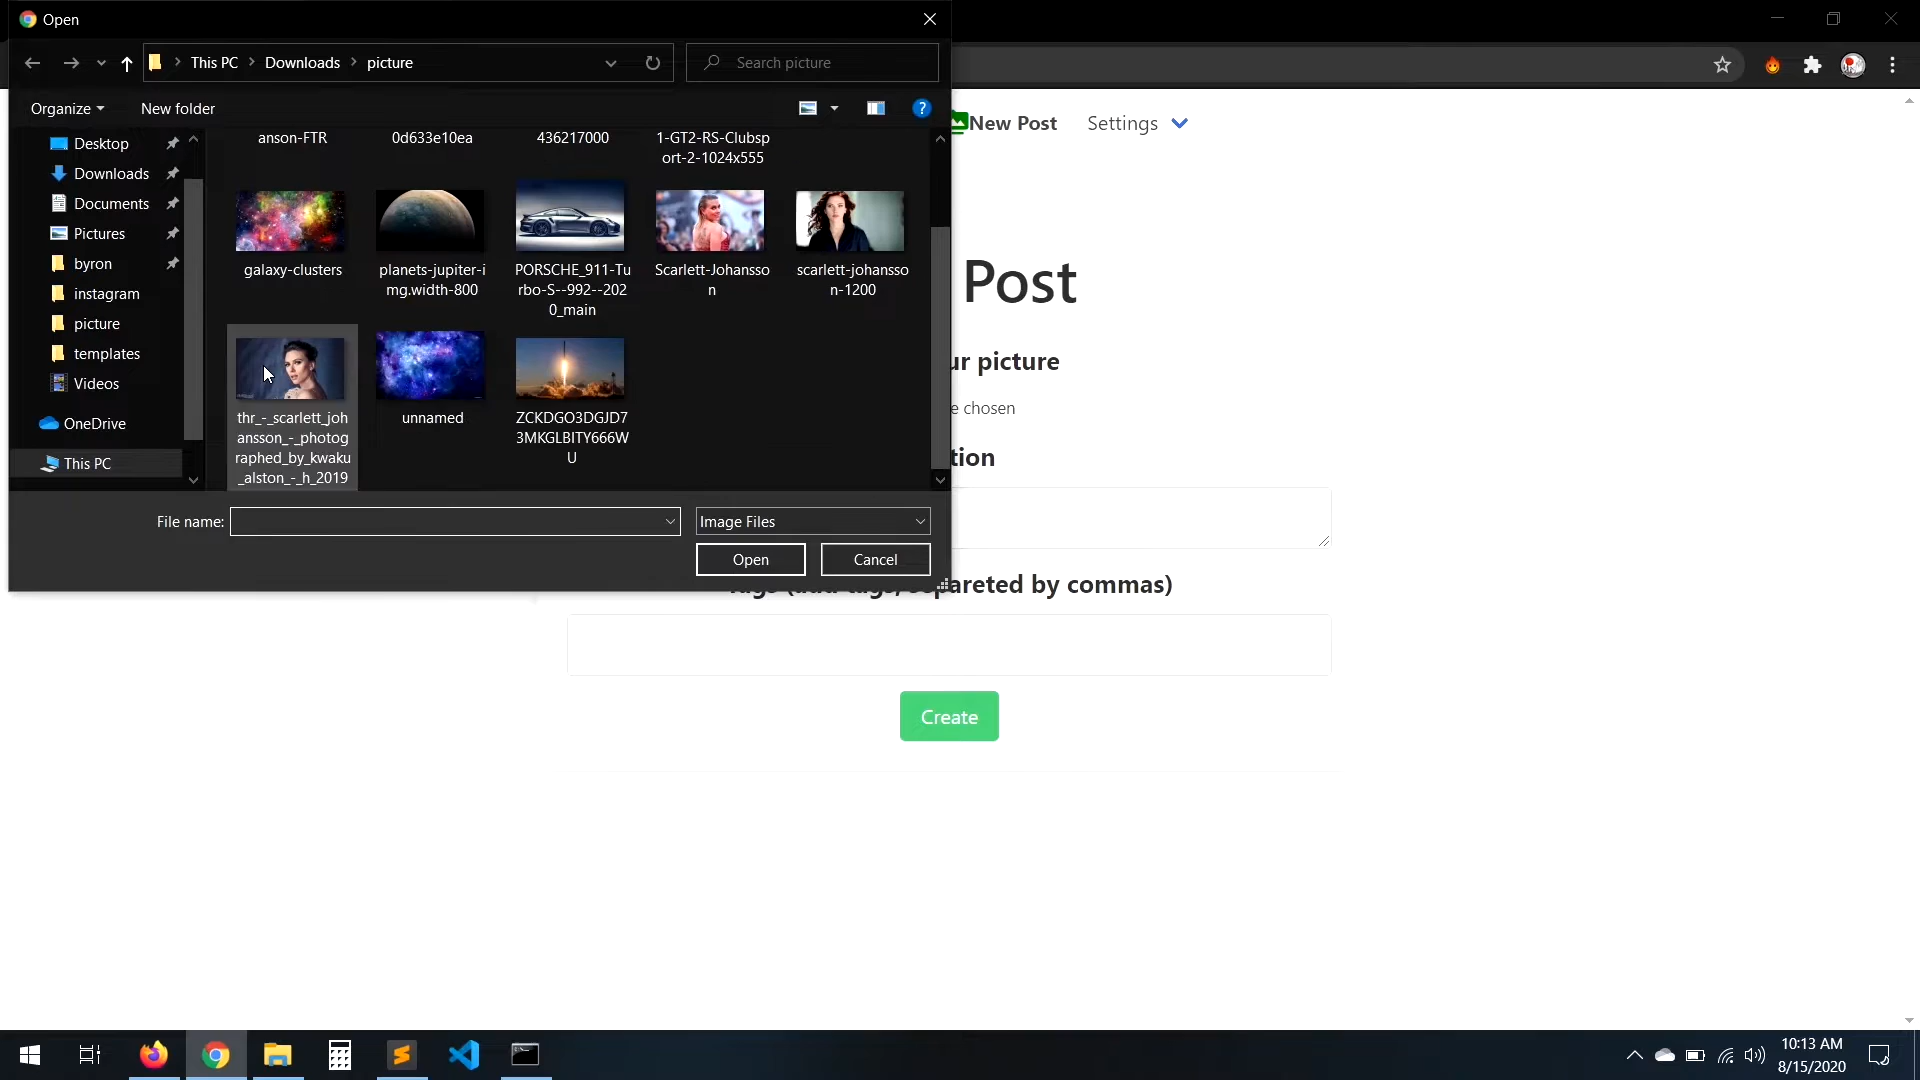 Open
This PC
Downloads
picture
Search picture
Organize
New folder
New Post
Settings
Desktop
Downloads
Documents
Pictures
byron
instagram
picture
templates
Videos
OneDrive
This PC
anson-FTR
0d633e10ea
436217000
1-GT2-RS-Clubsp
ort-2-1024x555
galaxy-clusters
planets-jupiter-i
mg.width-800
PORSCHE_911-Tu
rbo-S--992--202
0_main
Scarlett-Johansso
n
scarlett-johansso
n-1200
thr_-_scarlett_joh
ansson_-_photog
raphed_by_kwaku
_alston_-_h_2019
unnamed
ZCKDGO3DGJD7
3MKGLBITY666W
U
File name:
Image Files
Open
Cancel
Post
ur picture
e chosen
tion
separeted by commas)
Create
10:13 AM
8/15/2020